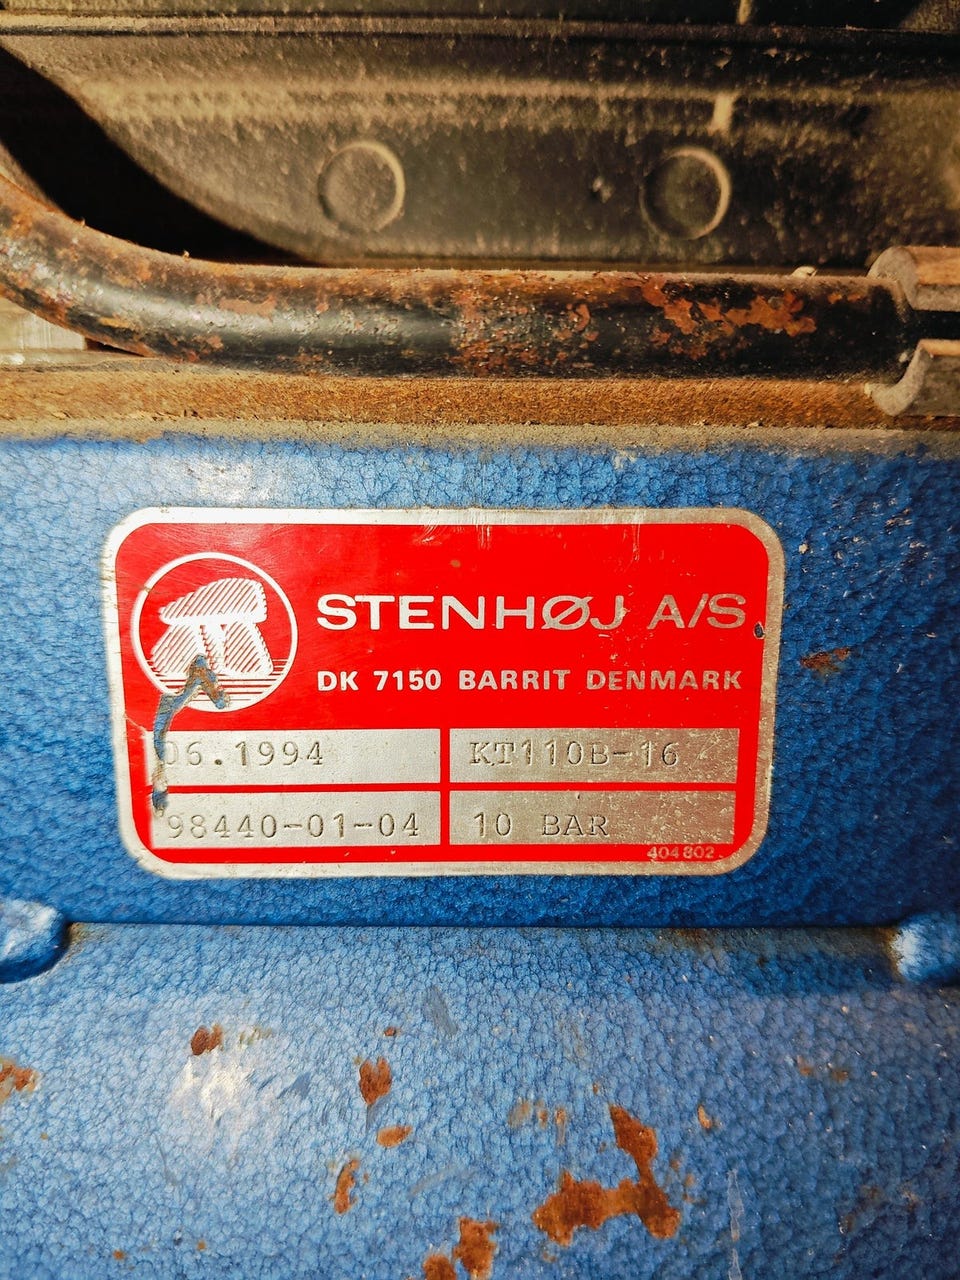 STENHØJ A/S
DK 7150 BARRIT DENMARK
06.1994 KT110B-16
98440-01-04 10 BAR
404802